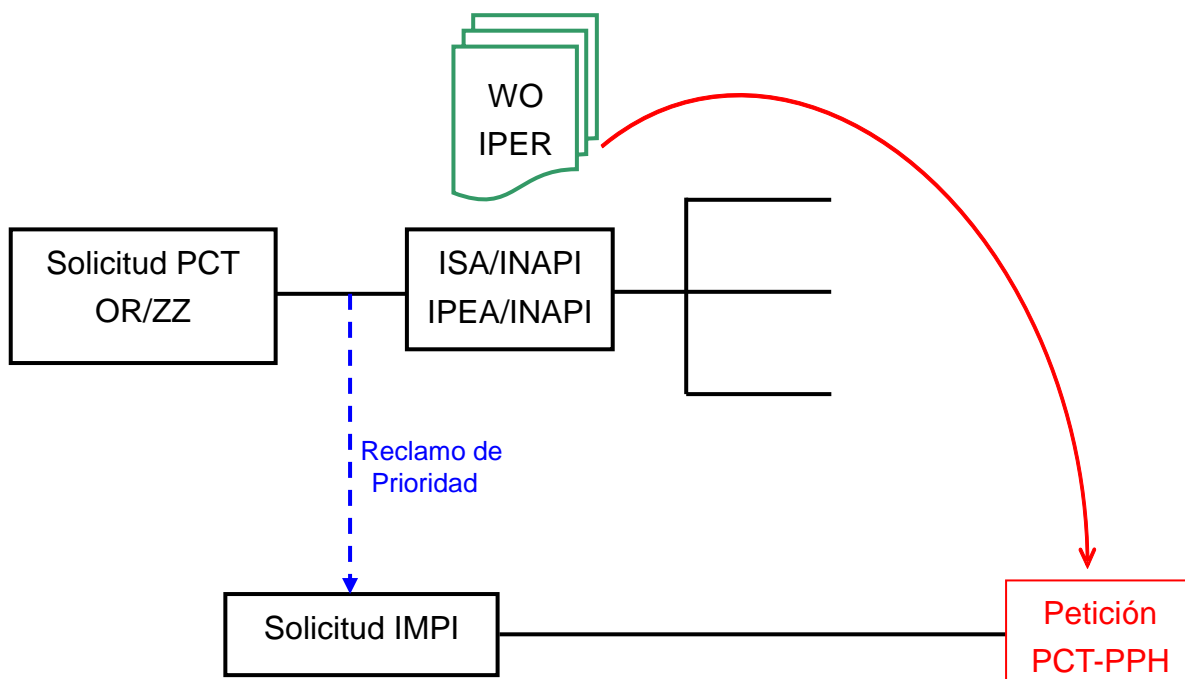 WO
IPER
Solicitud PCT
OR/ZZ
ISA/INAPI
IPEA/INAPI
Reclamo de
Prioridad
Solicitud IMPI
Petición
PCT-PPH